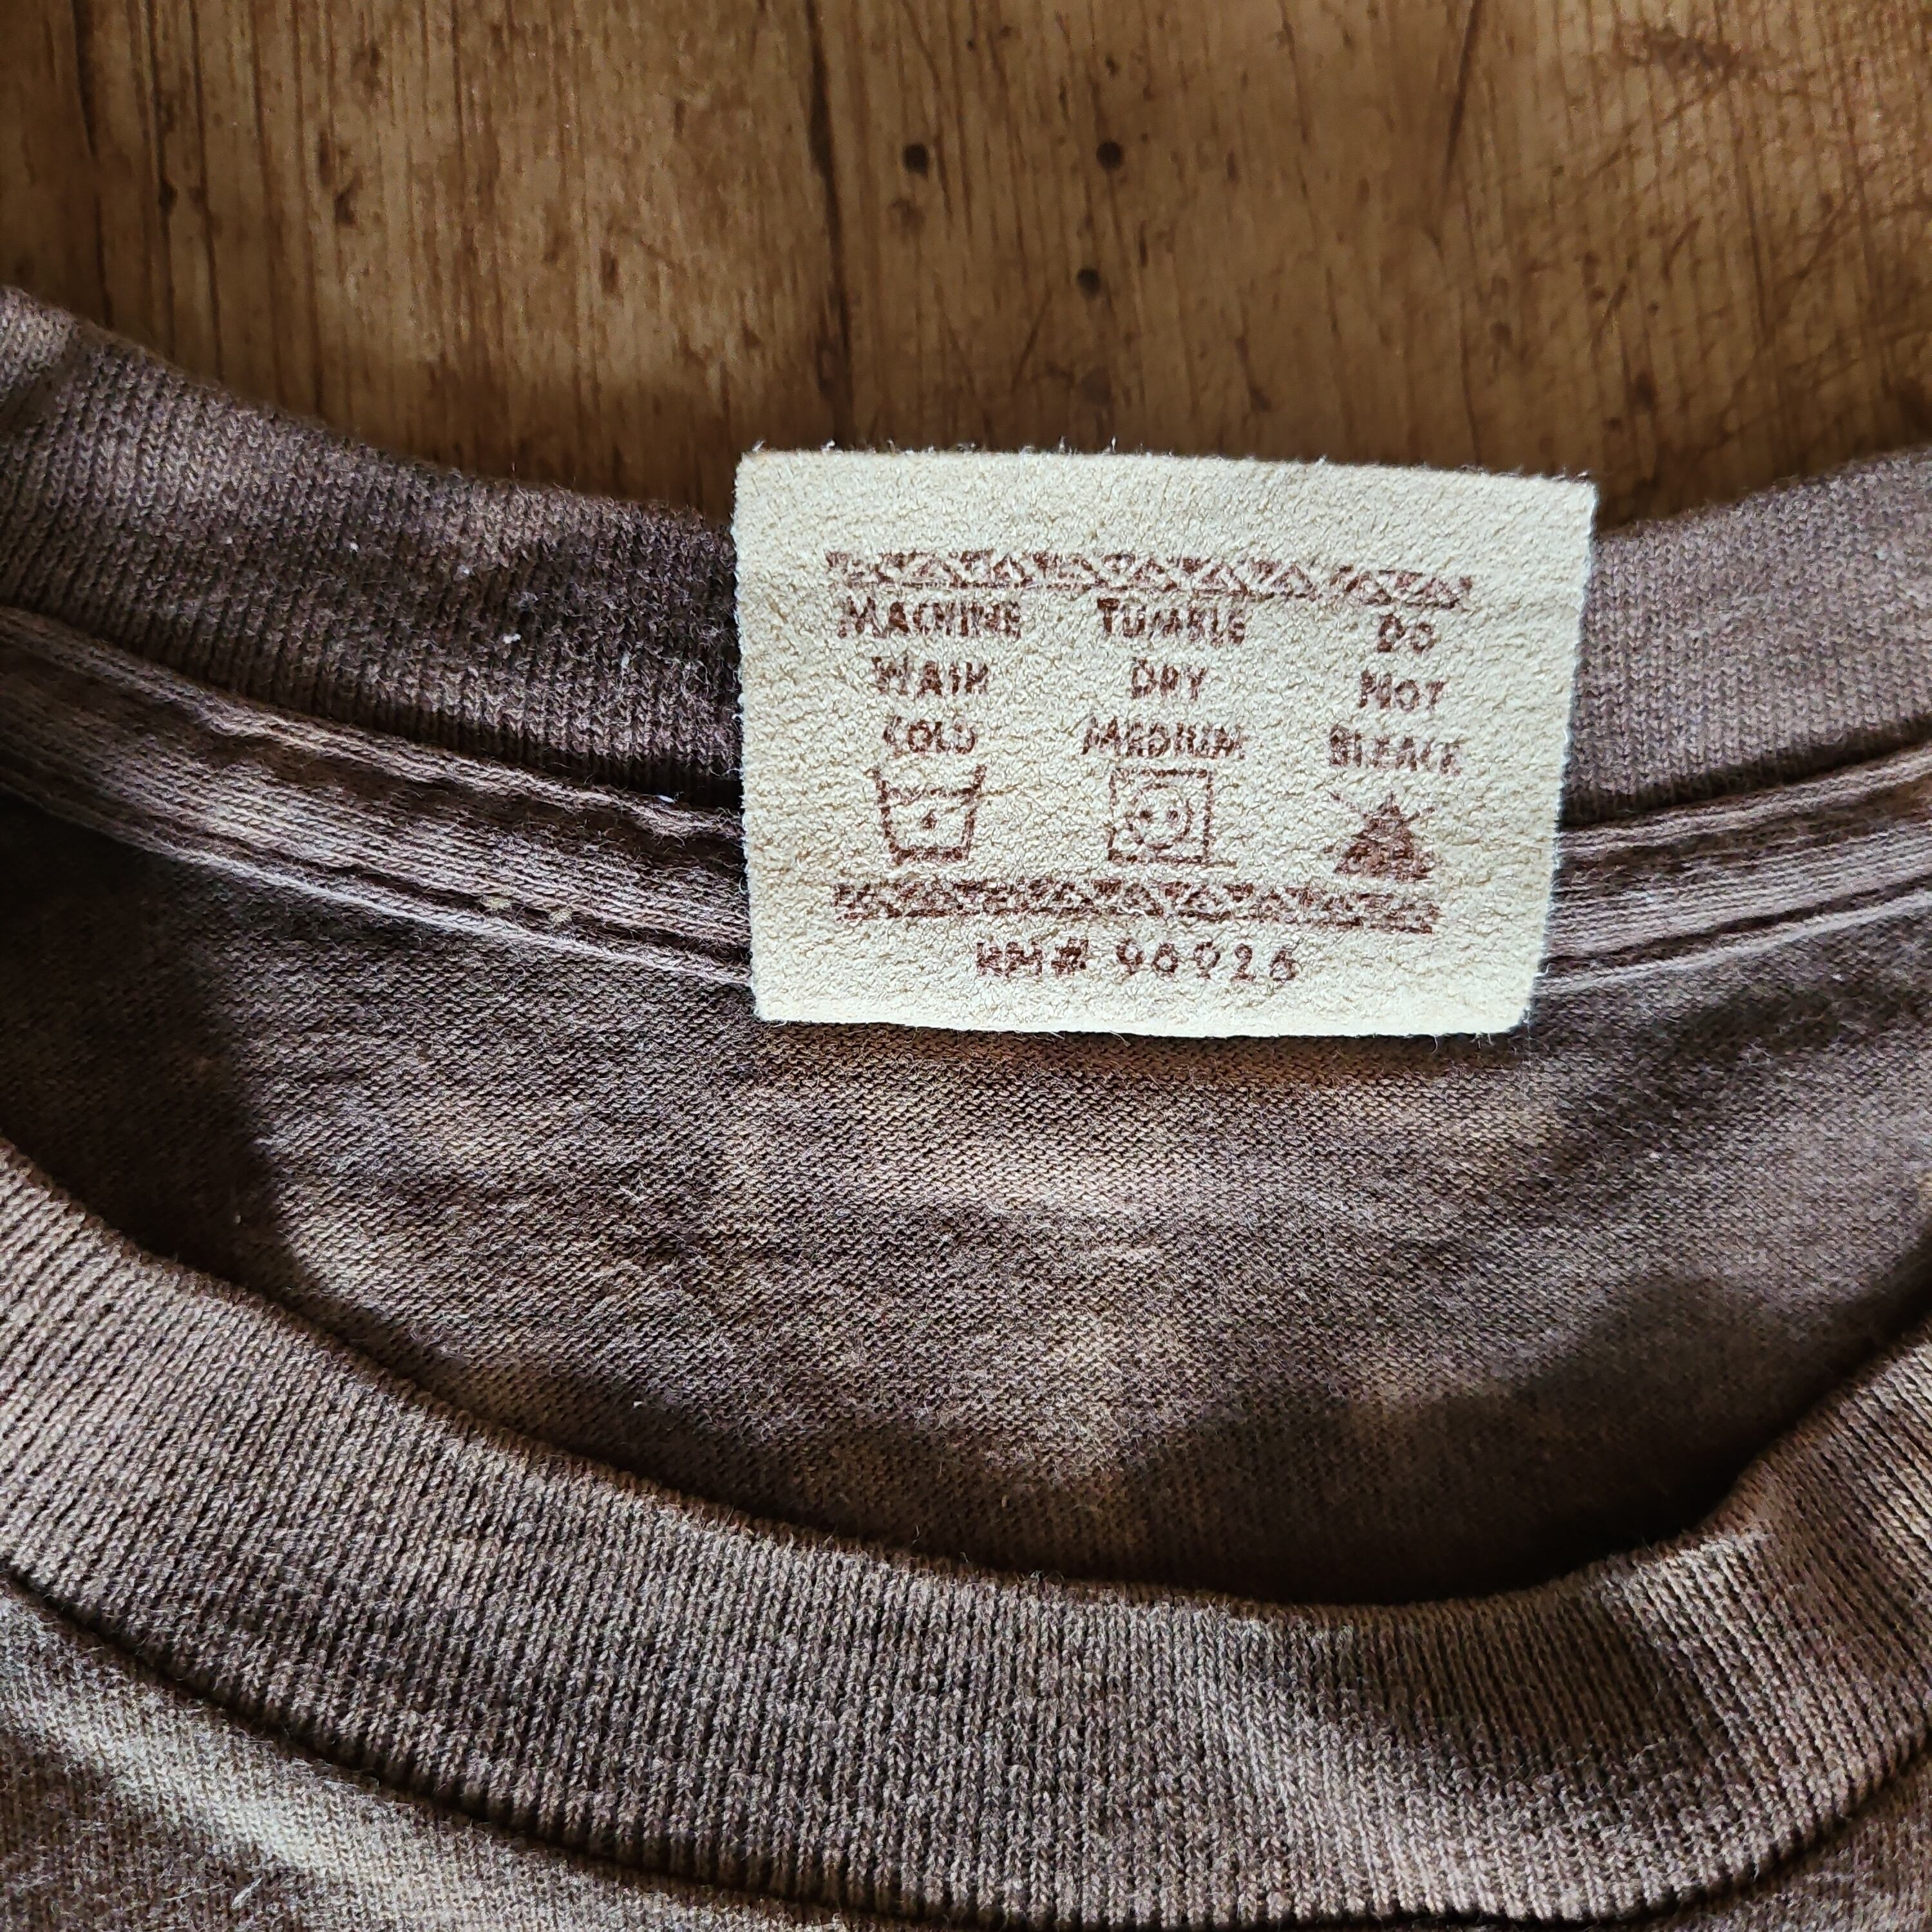 MACHINE TUMBLE DO
WASH DRY NOT
COLD MEDIUM BLEACH
RN# 90926